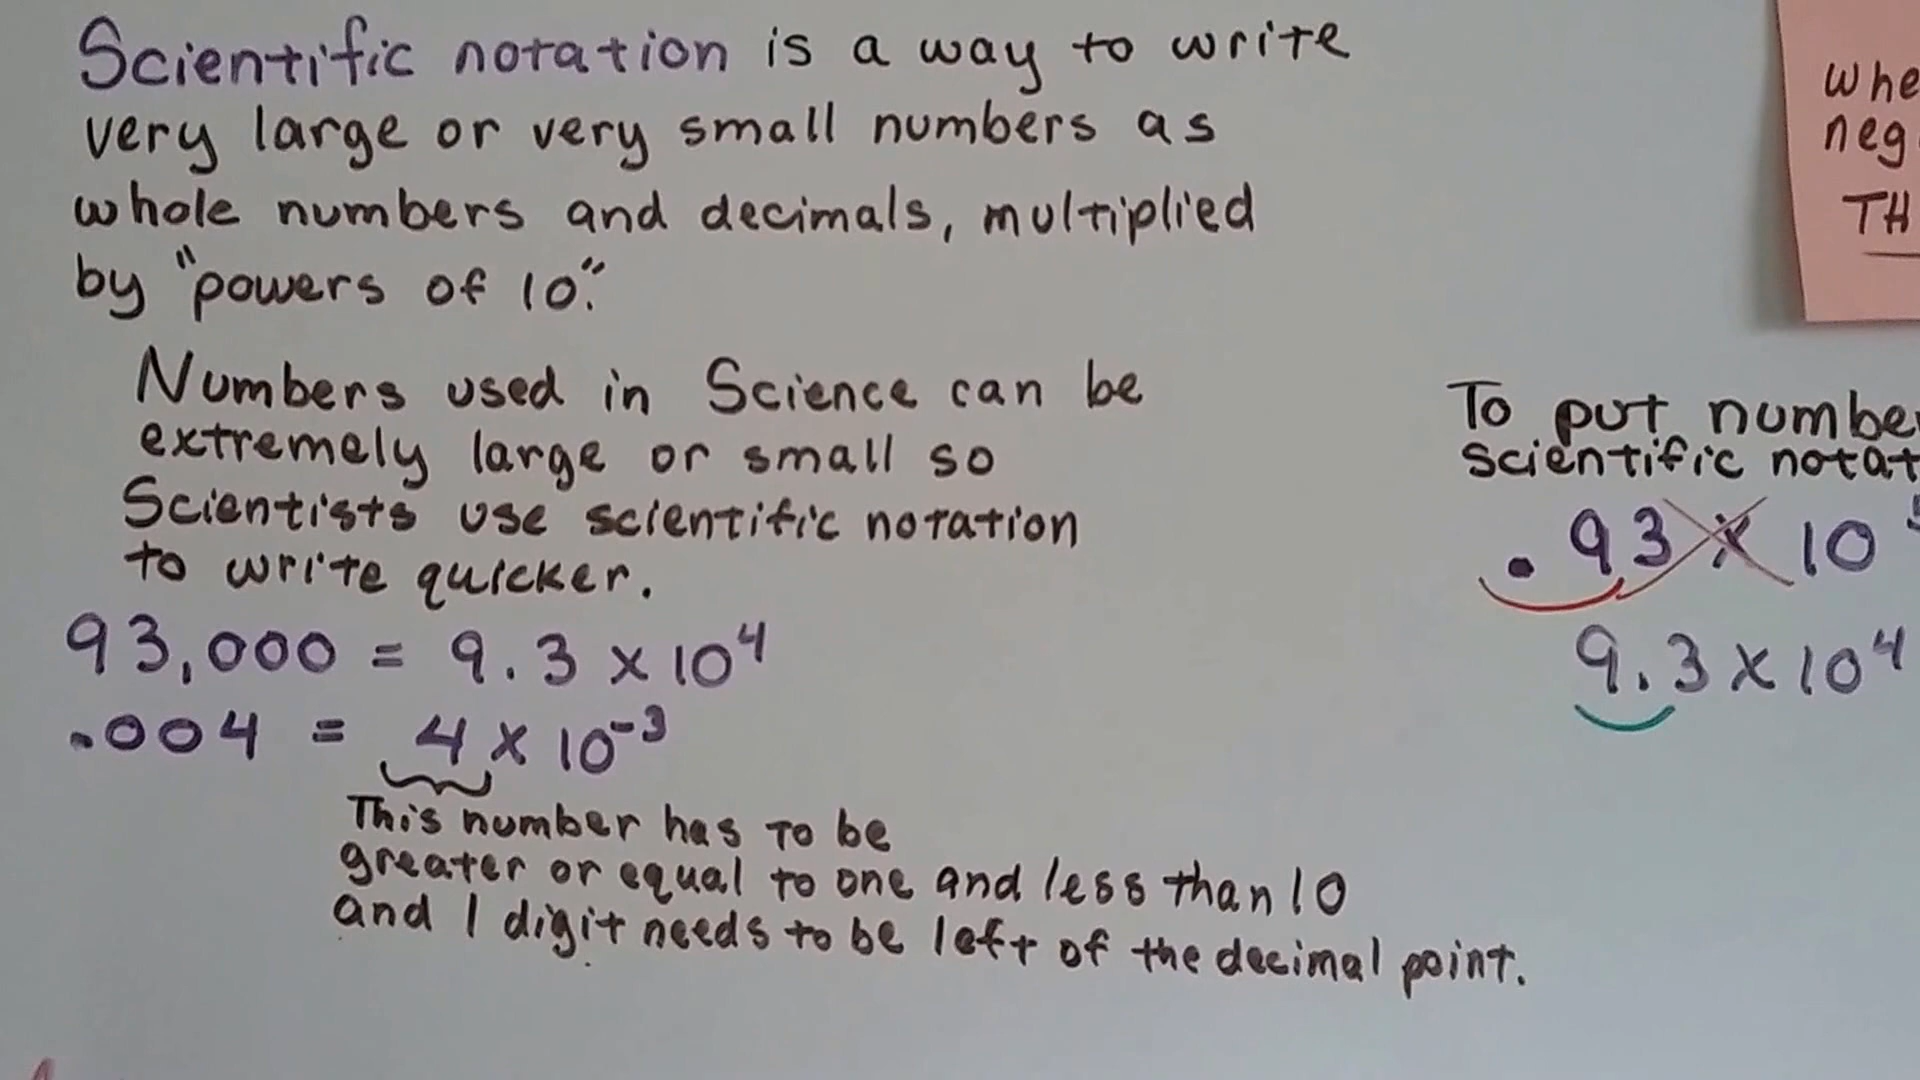 Scientific notation is a way to write
very large or very small numbers as
whole numbers and decimals, multiplied
by "powers of 10."
Numbers used in Science can be
extremely large or small so
Scientists use scientific notation
to write quicker.
93,000 = 9.3 x 10⁴
.004 = 4 x 10⁻³
This number has to be
greater or equal to one and less than 10
and 1 digit needs to be left of the decimal point.
whe
neg
TH
To put number
scientific notat
.93 x 10
9.3 x 10⁴